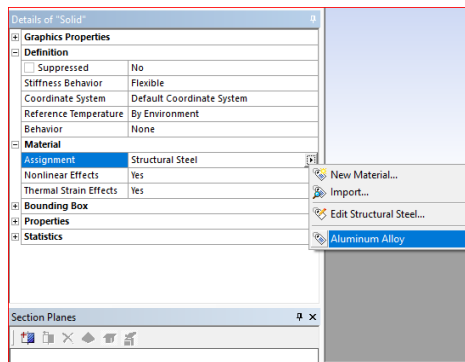 Details of "Solid"
Graphics Properties
Definition
Suppressed No
Stiffness Behavior Flexible
Coordinate System Default Coordinate System
Reference Temperature By Environment
Behavior None
Material
Assignment Structural Steel
Nonlinear Effects Yes
Thermal Strain Effects Yes
Bounding Box
Properties
Statistics
New Material...
Import...
Edit Structural Steel...
Aluminum Alloy
Section Planes